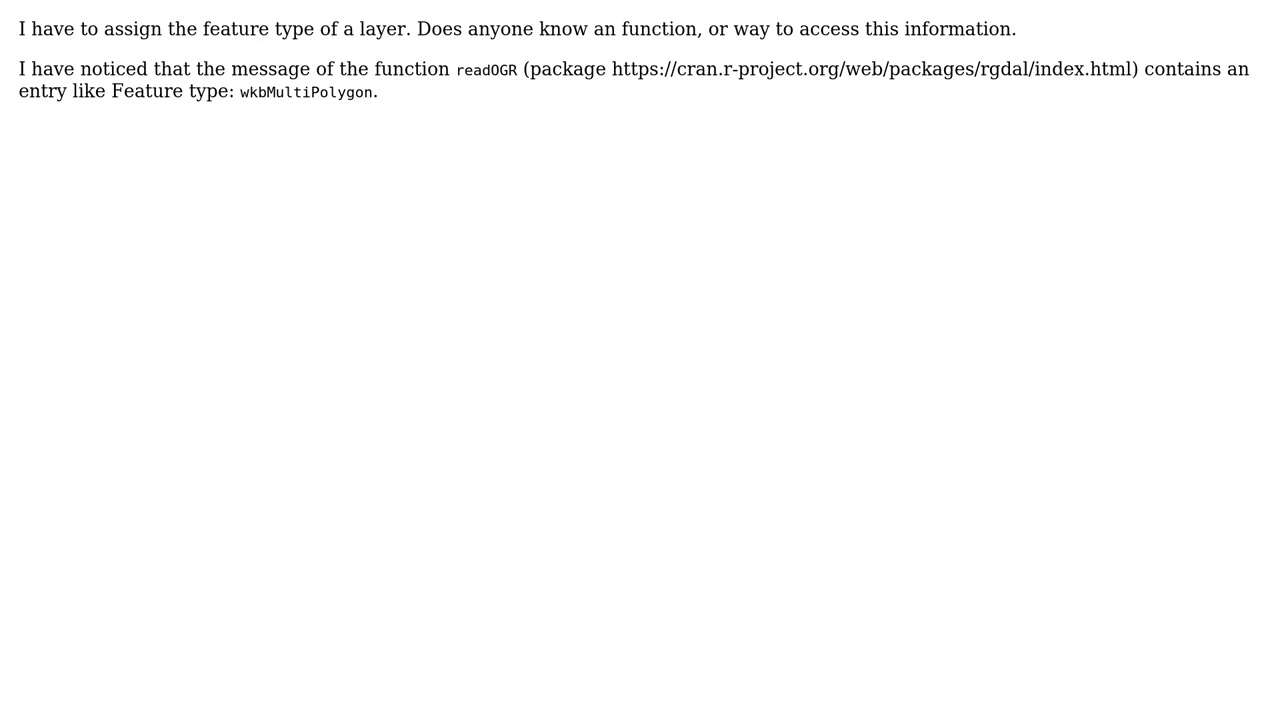 I have to assign the feature type of a layer. Does anyone know an function, or way to access this information.
I have noticed that the message of the function readOGR (package https://cran.r-project.org/web/packages/rgdal/index.html) contains an
entry like Feature type: wkbMultiPolygon.